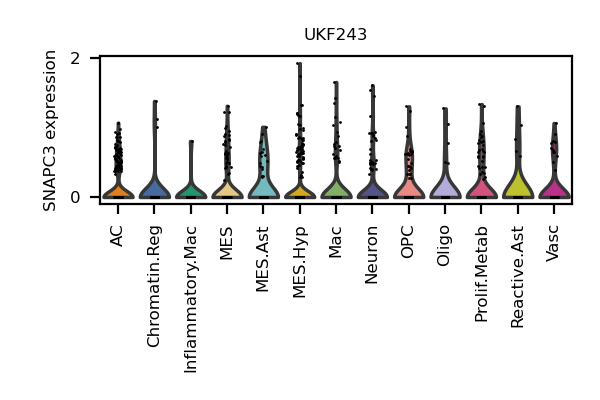 UKF243
SNAPC3 expression
2
0
AC
Chromatin.Reg
Inflammatory.Mac
MES
MES.Ast
MES.Hyp
Mac
Neuron
OPC
Oligo
Prolif.Metab
Reactive.Ast
Vasc